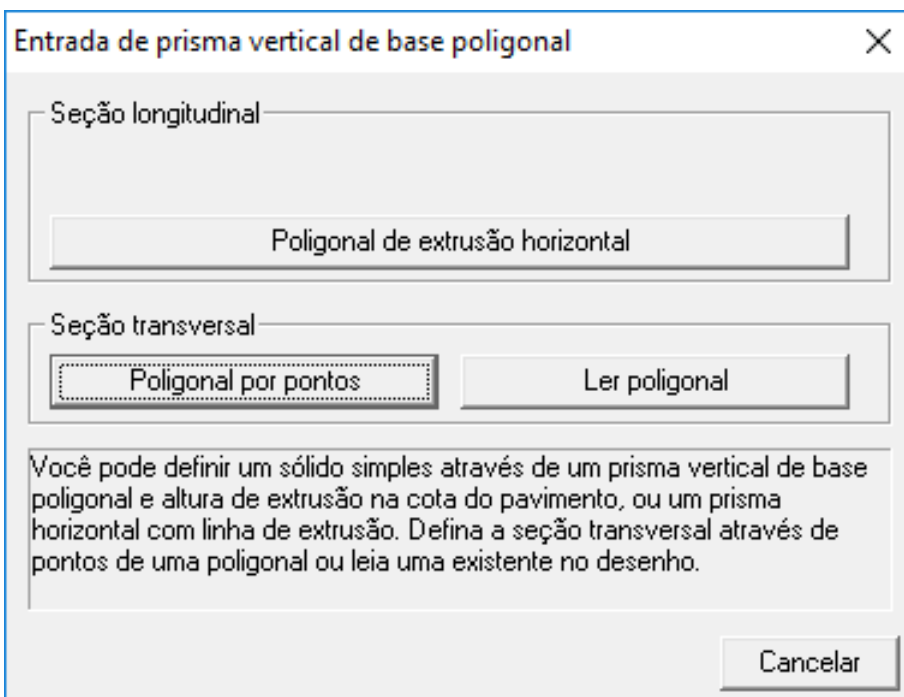 Entrada de prisma vertical de base poligonal
Seção longitudinal
Poligonal de extrusão horizontal
Seção transversal
Poligonal por pontos
Ler poligonal
Você pode definir um sólido simples através de um prisma vertical de base
poligonal e altura de extrusão na cota do pavimento, ou um prisma
horizontal com linha de extrusão. Defina a seção transversal através de
pontos de uma poligonal ou leia uma existente no desenho.
Cancelar